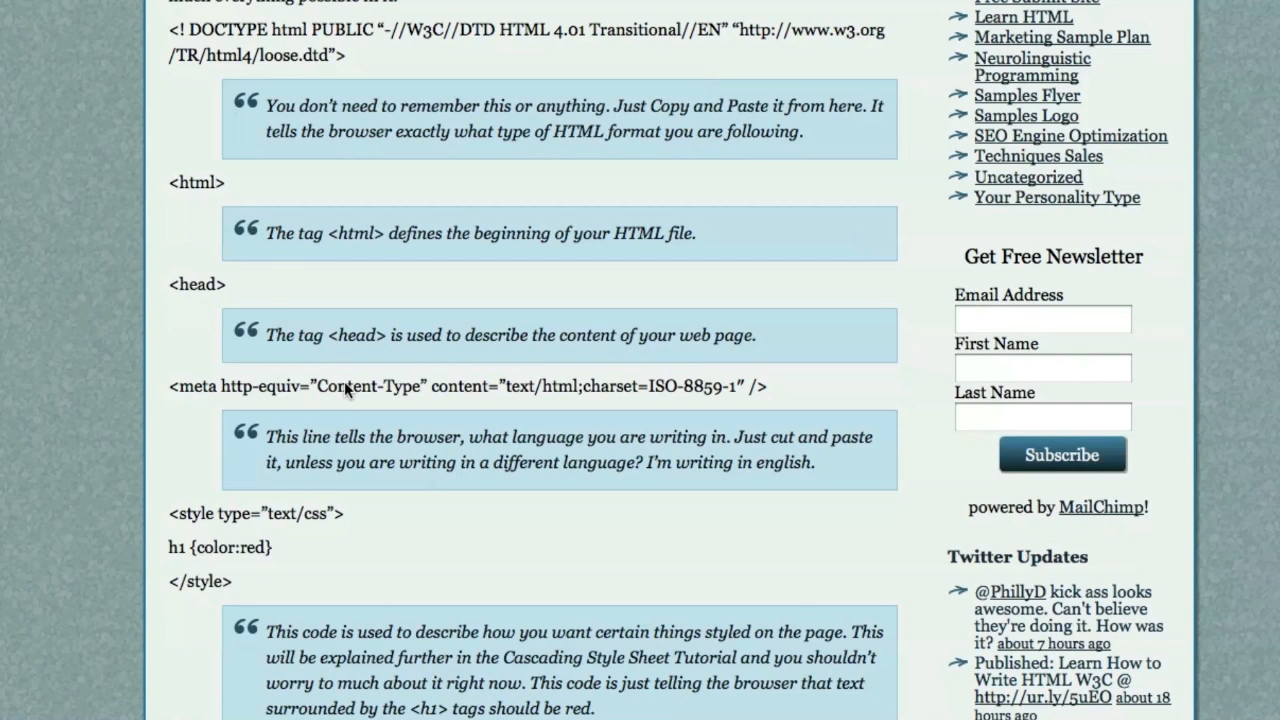 <! DOCTYPE html PUBLIC “-//W3C//DTD HTML 4.01 Transitional//EN” “http://www.w3.org
/TR/html4/loose.dtd”>
“ You don’t need to remember this or anything. Just Copy and Paste it from here. It
tells the browser exactly what type of HTML format you are following.
<html>
“ The tag <html> defines the beginning of your HTML file.
<head>
“ The tag <head> is used to describe the content of your web page.
<meta http-equiv=”Content-Type” content=”text/html;charset=ISO-8859-1″ />
“ This line tells the browser, what language you are writing in. Just cut and paste
it, unless you are writing in a different language? I’m writing in english.
<style type=”text/css”>
h1 {color:red}
</style>
“ This code is used to describe how you want certain things styled on the page. This
will be explained further in the Cascading Style Sheet Tutorial and you shouldn’t
worry to much about it right now. This code is just telling the browser that text
surrounded by the <h1> tags should be red.
Learn HTML
Marketing Sample Plan
Neurolinguistic
Programming
Samples Flyer
Samples Logo
SEO Engine Optimization
Techniques Sales
Uncategorized
Your Personality Type
Get Free Newsletter
Email Address
First Name
Last Name
Subscribe
powered by MailChimp!
Twitter Updates
@PhillyD kick ass looks
awesome. Can't believe
they're doing it. How was
it? about 7 hours ago
Published: Learn How to
Write HTML W3C @
http://ur.ly/5uEO about 18
hours ago